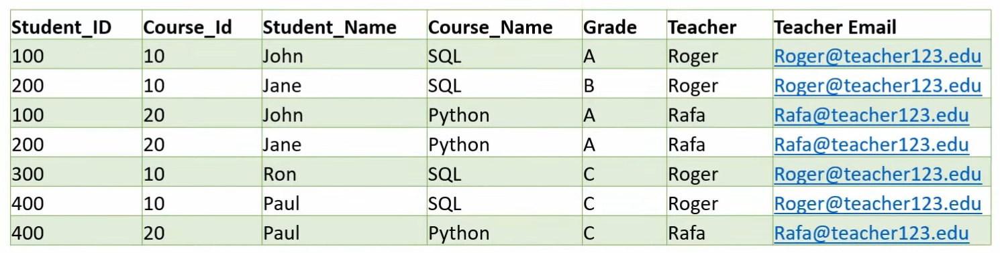 Student_ID Course_Id Student_Name Course_Name Grade Teacher Teacher Email
100 10 John SQL A Roger Roger@teacher123.edu
200 10 Jane SQL B Roger Roger@teacher123.edu
100 20 John Python A Rafa Rafa@teacher123.edu
200 20 Jane Python A Rafa Rafa@teacher123.edu
300 10 Ron SQL C Roger Roger@teacher123.edu
400 10 Paul SQL C Roger Roger@teacher123.edu
400 20 Paul Python C Rafa Rafa@teacher123.edu